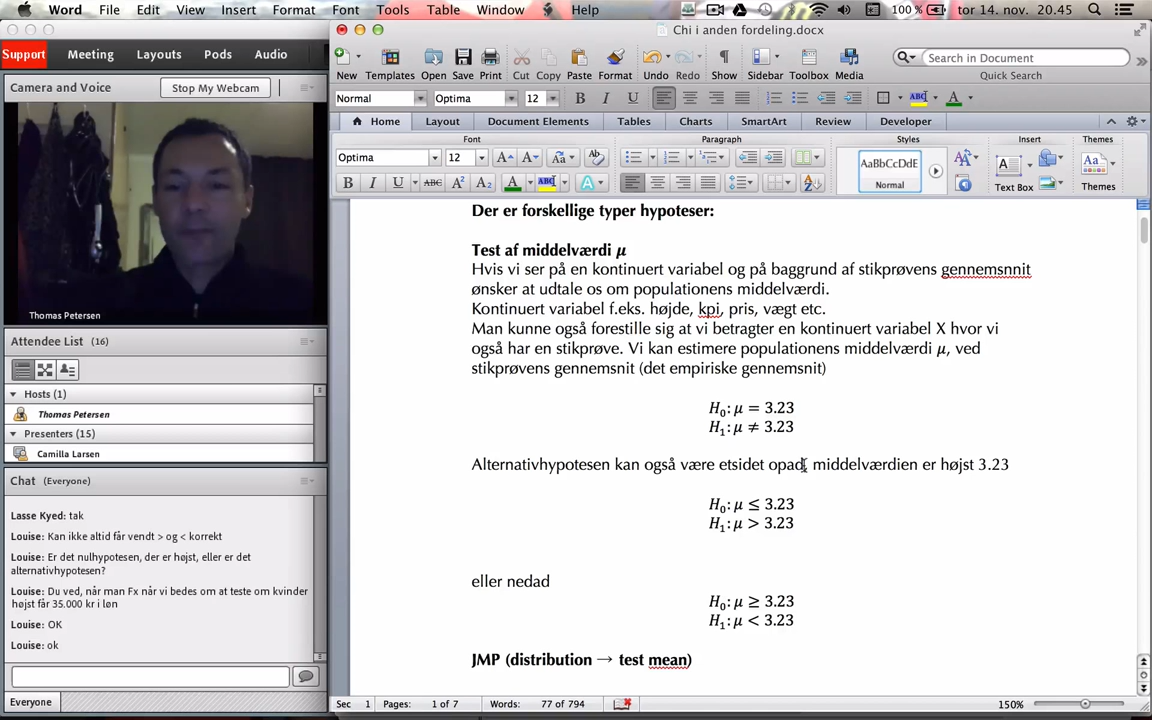 Word File Edit View Insert Format Font Tools Table Window Help 100 % tor 14. nov. 20.45
Support Meeting Layouts Pods Audio
Chi i anden fordeling.docx
Camera and Voice Stop My Webcam
New Templates Open Save Print Cut Copy Paste Format Undo Redo Show Sidebar Toolbox Media
Search in Document
Quick Search
Normal Optima 12 B I U ABC A
Home Layout Document Elements Tables Charts SmartArt Review Developer
Font Paragraph Styles Insert Themes
Optima 12 A A Aa
B I U ABC A² A₂ A ABC A
AaBbCcDdE
Normal
Text Box Themes
Thomas Petersen
Attendee List (16)
Hosts (1)
Thomas Petersen
Presenters (15)
Camilla Larsen
Chat (Everyone)
Lasse Kyed: tak
Louise: Kan ikke altid får vendt > og < korrekt
Louise: Er det nulhypotesen, der er højst, eller er det
alternativhypotesen?
Louise: Du ved, når man Fx når vi bedes om at teste om kvinder
højst får 35.000 kr i løn
Louise: OK
Louise: ok
Everyone
Der er forskellige typer hypoteser:
Test af middelværdi μ
Hvis vi ser på en kontinuert variabel og på baggrund af stikprøvens gennemsnnit
ønsker at udtale os om populationens middelværdi.
Kontinuert variabel f.eks. højde, kpi, pris, vægt etc.
Man kunne også forestille sig at vi betragter en kontinuert variabel X hvor vi
også har en stikprøve. Vi kan estimere populationens middelværdi μ, ved
stikprøvens gennemsnit (det empiriske gennemsnit)
H₀: μ = 3.23
H₁: μ ≠ 3.23
Alternativhypotesen kan også være etsidet opad, middelværdien er højst 3.23
H₀: μ ≤ 3.23
H₁: μ > 3.23
eller nedad
H₀: μ ≥ 3.23
H₁: μ < 3.23
JMP (distribution → test mean)
Sec 1 Pages: 1 of 7 Words: 77 of 794 150%